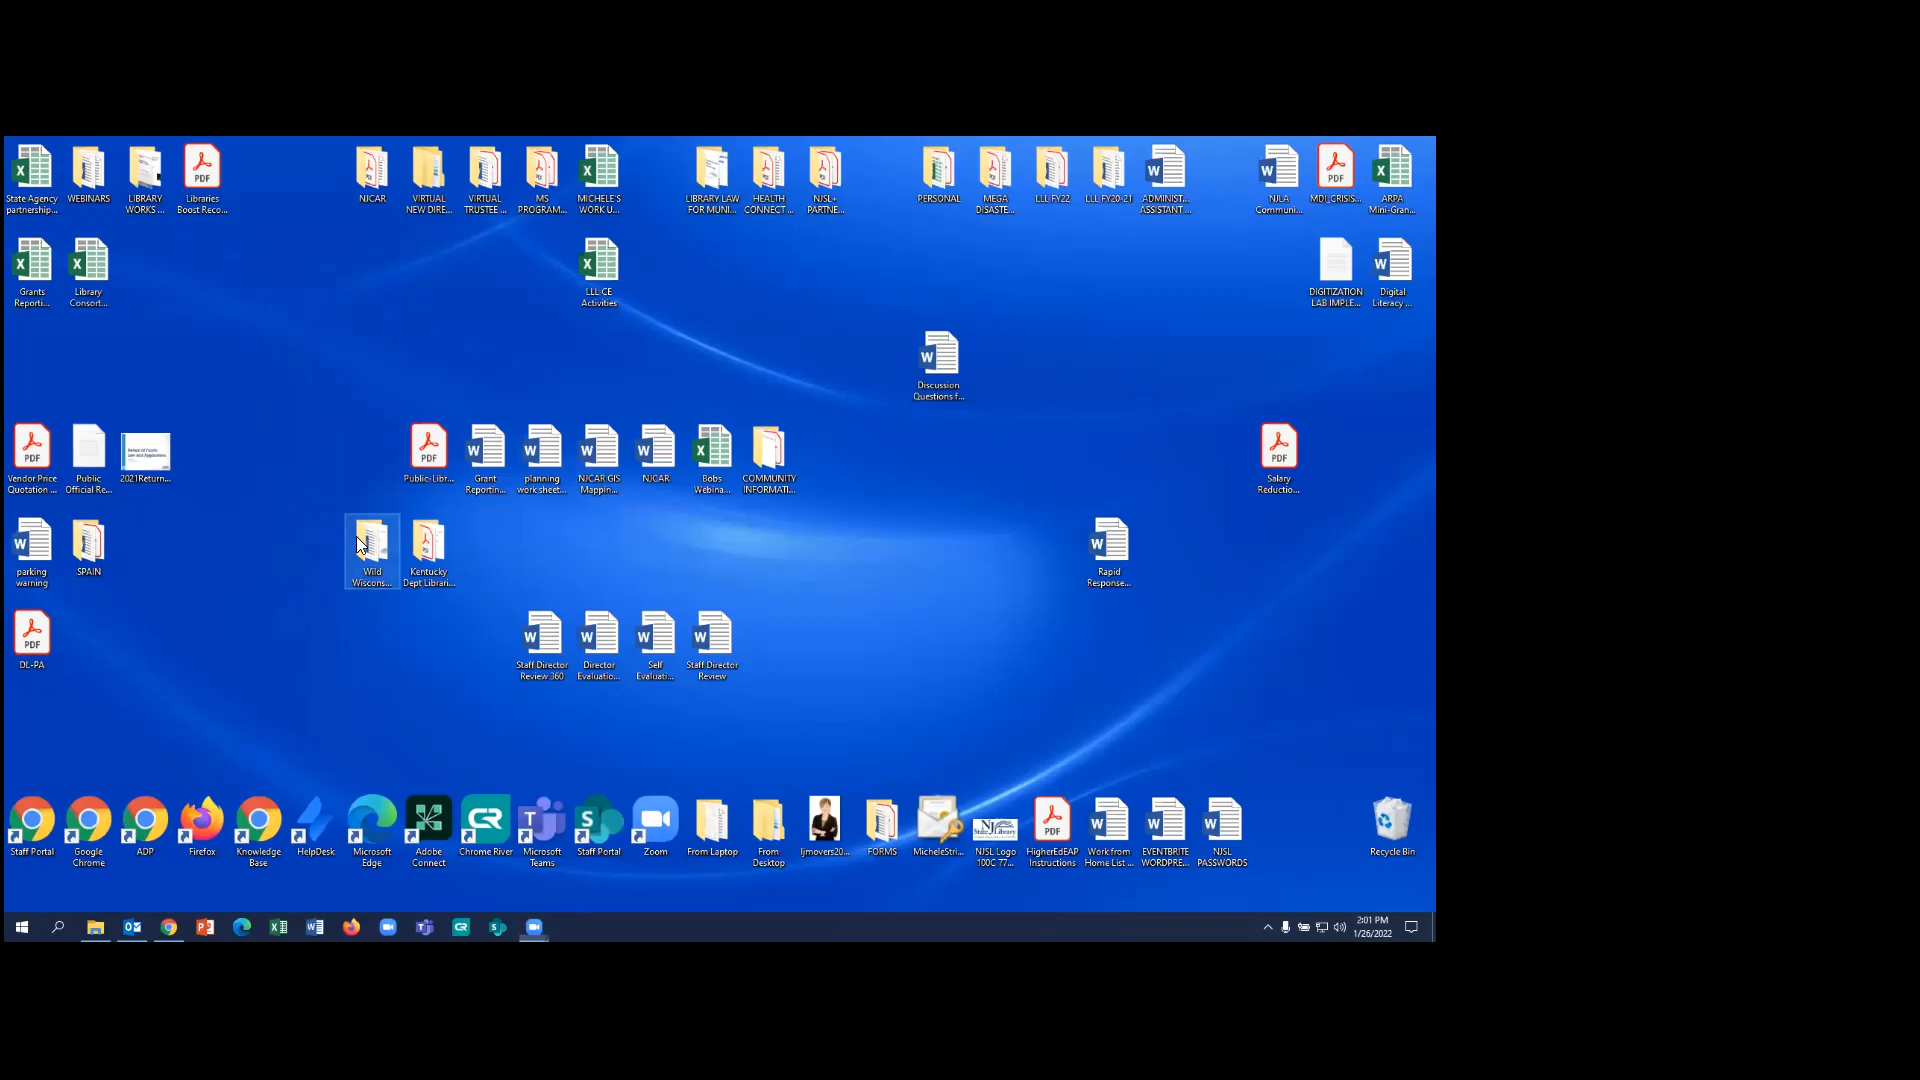 State Agency
partnership...
WEBINARS
LIBRARY
WORKS ...
Libraries
Boost Reco...
NJCAR
VIRTUAL
NEW DIRE...
VIRTUAL
TRUSTEE ...
MS
PROGRAM...
MICHELE'S
WORK U...
LIBRARY LAW
FOR MUNI...
HEALTH
CONNECT ...
NJSL+
PARTNE...
PERSONAL
MEGA
DISASTE...
LLL FY22
LLL FY20-21
ADMINIST...
ASSISTANT ...
NJLA
Communi...
MDI_CRISIS...
ARPA
Mini-Gran...
Grants
Reporti...
Library
Consort...
LLL CE
Activities
DIGITIZATION
LAB IMPLE...
Digital
Literacy ...
Discussion
Questions f...
Vendor.Price
Quotation ...
Public
Official Re...
2021Return...
Public-Libr...
Grant
Reportin...
planning
work sheet...
NJCAR GIS
Mappin...
NJCAR
Bobs
Webina...
COMMUNITY
INFORMATI...
Salary
Reductio...
parking
warning
SPAIN
Wild
Wiscons...
Kentucky
Dept Librari...
Rapid
Response...
DL-PA
Staff Director
Review 360
Director
Evaluatio...
Self
Evaluati...
Staff Director
Review
Staff Portal
Google
Chrome
ADP
Firefox
Knowledge
Base
HelpDesk
Microsoft
Edge
Adobe
Connect
Chrome River
Microsoft
Teams
Staff Portal
Zoom
From Laptop
From
Desktop
ljmovers20...
FORMS
MicheleStri...
NJSL Logo
100C 77...
HigherEdEAP
Instructions
Work from
Home List ...
EVENTBRITE
WORDPRE...
NJSL
PASSWORDS
Recycle Bin
2:01 PM
1/26/2022